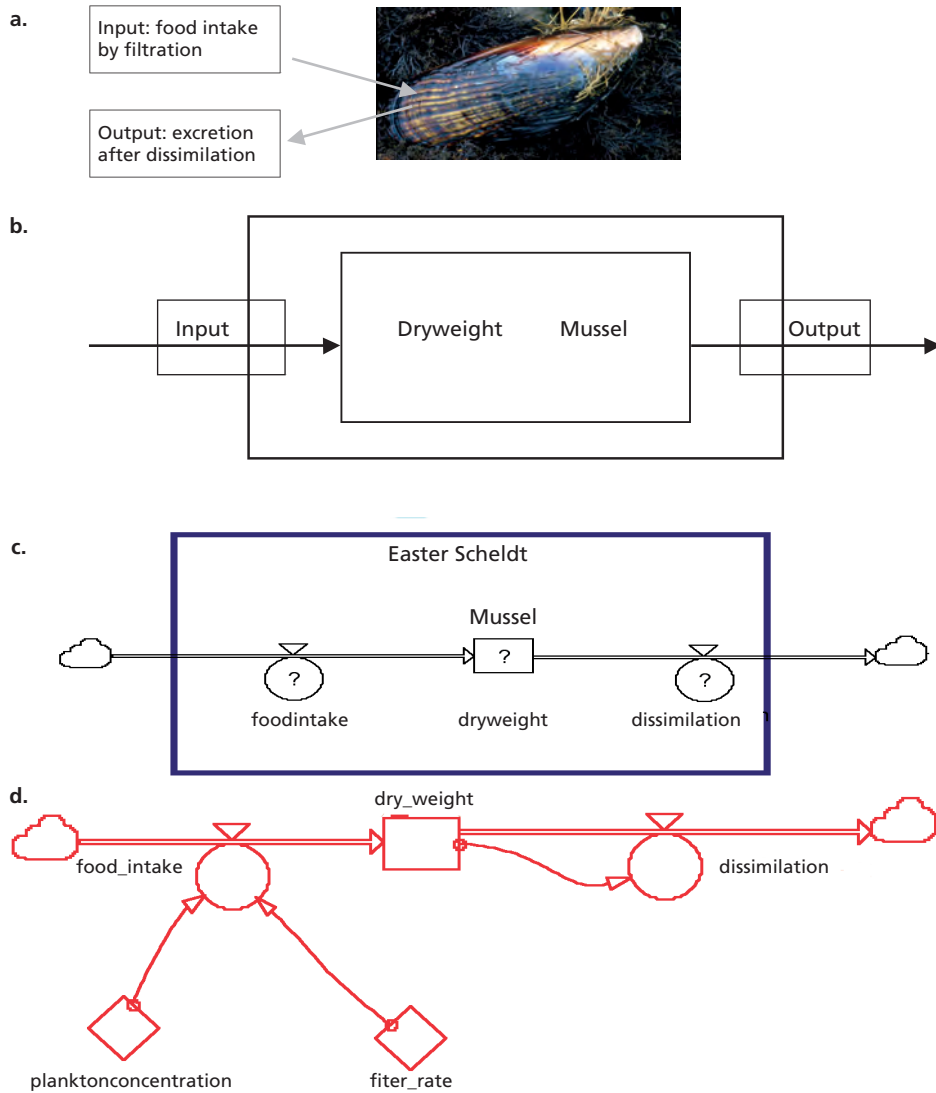 a.
Input: food intake
by filtration
Output: excretion
after dissimilation
b.
Input
Dryweight Mussel
Output
c.
Easter Scheldt
Mussel
?
?
?
foodintake
dryweight
dissimilation
d.
dry_weight
food_intake
dissimilation
planktonconcentration
fiter_rate